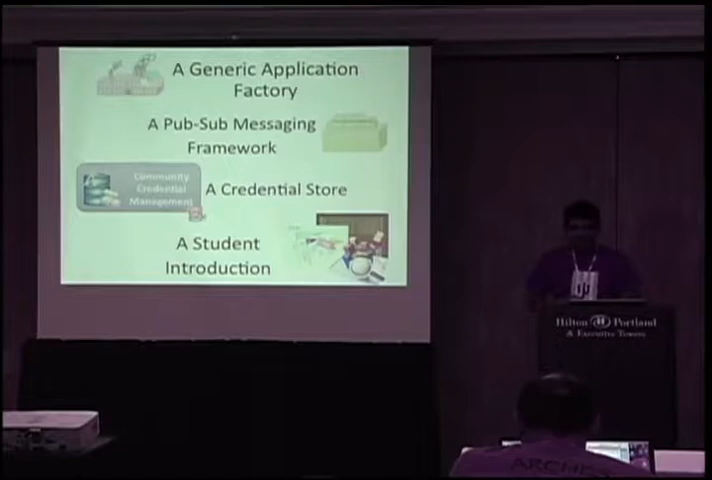 A Generic Application
Factory
A Pub-Sub Messaging
Framework
Community
Credential
Management
A Credential Store
A Student
Introduction
Hilton Portland
& Executive Tower